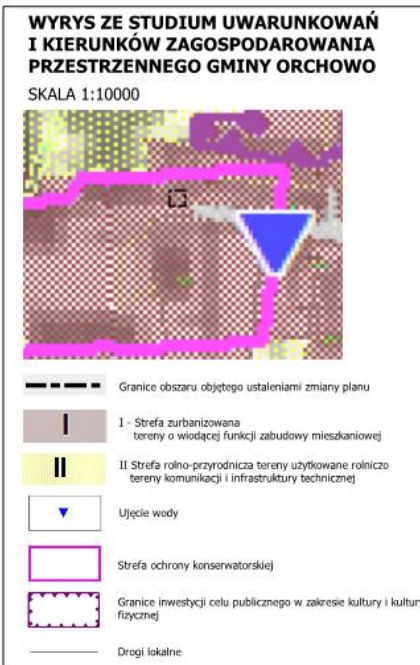 WYRYS ZE STUDIUM UWARUNKOWAŃ
I KIERUNKÓW ZAGOSPODAROWANIA
PRZESTRZENNEGO GMINY ORCHOWO
SKALA 1:10000
Granice obszaru objętego ustaleniami zmiany planu
I I - Strefa zurbanizowana
tereny o wiodącej funkcji zabudowy mieszkaniowej
II II Strefa rolno-przyrodnicza tereny użytkowane rolniczo
tereny komunikacji i infrastruktury technicznej
Ujęcie wody
Strefa ochrony konserwatorskiej
Granice inwestycji celu publicznego w zakresie kultury i kultury
fizycznej
Drogi lokalne